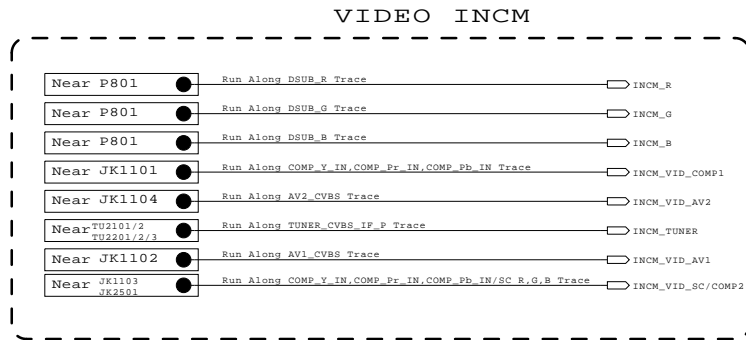 VIDEO INCM
Near P801 Run Along DSUB_R Trace INCM_R
Near P801 Run Along DSUB_G Trace INCM_G
Near P801 Run Along DSUB_B Trace INCM_B
Near JK1101 Run Along COMP_Y_IN,COMP_Pr_IN,COMP_Pb_IN Trace INCM_VID_COMP1
Near JK1104 Run Along AV2_CVBS Trace INCM_VID_AV2
Near TU2101/2 Run Along TUNER_CVBS_IF_P Trace INCM_TUNER
TU2201/2/3
Near JK1102 Run Along AV1_CVBS Trace INCM_VID_AV1
Near JK1103 Run Along COMP_Y_IN,COMP_Pr_IN,COMP_Pb_IN/SC R,G,B Trace INCM_VID_SC/COMP2
JK2501